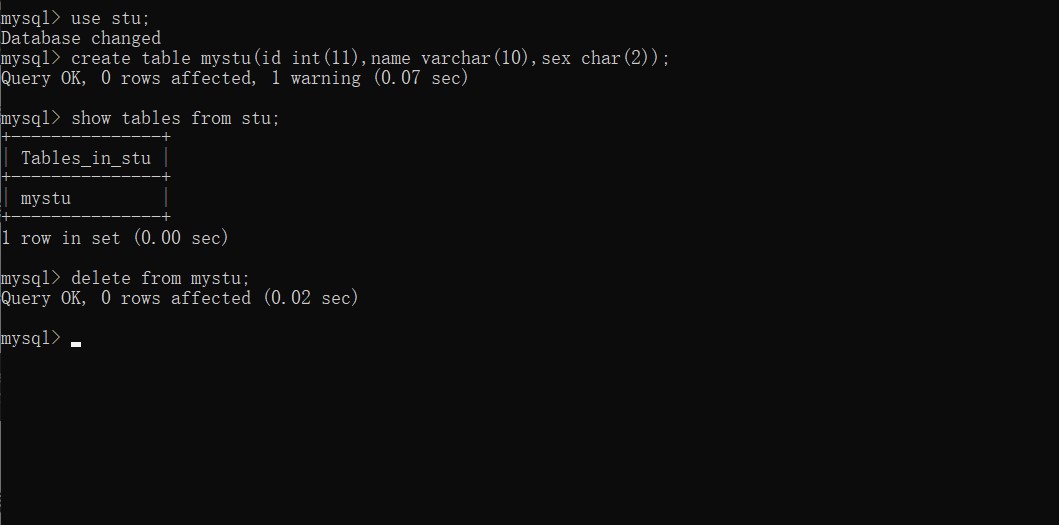 mysql> use stu;
Database changed
mysql> create table mystu(id int(11),name varchar(10),sex char(2));
Query OK, 0 rows affected, 1 warning (0.07 sec)
mysql> show tables from stu;
+---------------+
| Tables_in_stu |
+---------------+
| mystu         |
+---------------+
1 row in set (0.00 sec)
mysql> delete from mystu;
Query OK, 0 rows affected (0.02 sec)
mysql>